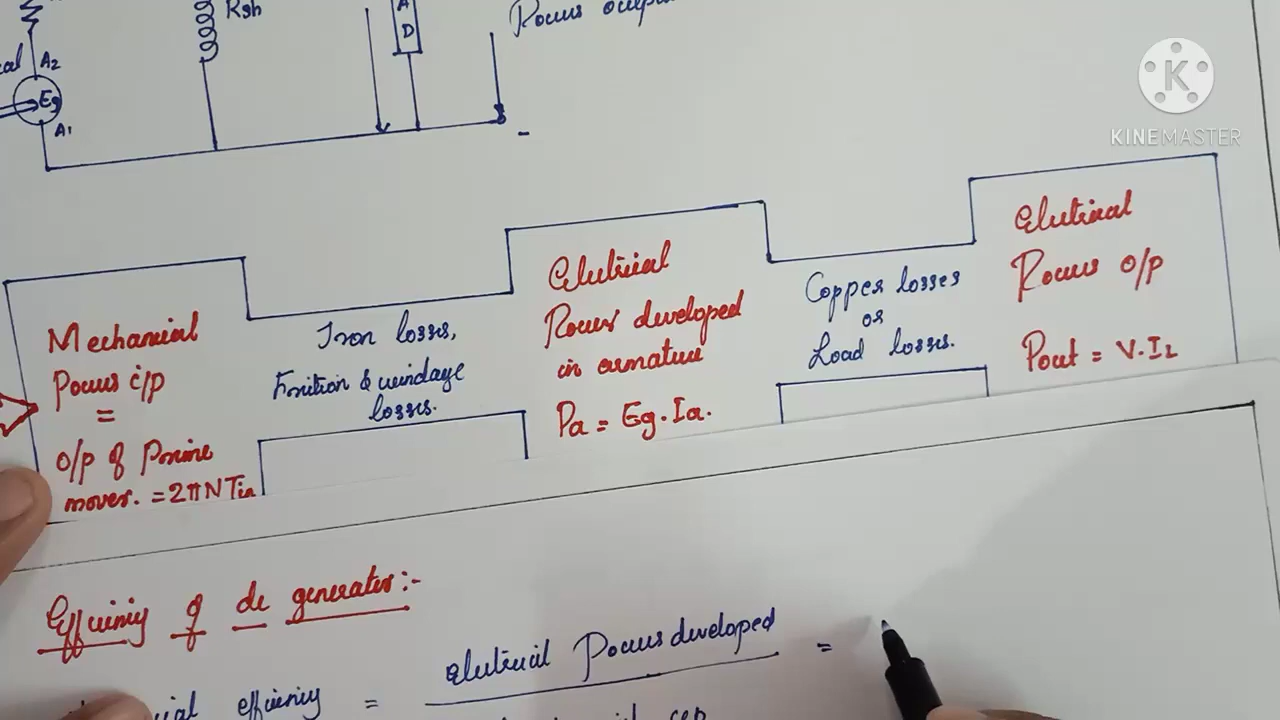 Rsh
A
D
Power output
A2
Eg
A1
-
KINEMASTER
Mechanical
Power i/p
=
o/p of Prime
mover. = 2πNTin
Iron losses,
Friction & windage
losses.
Electrical
Power developed
in armature
Pa = Eg.Ia.
Copper losses
or
Load losses.
Electrical
Power o/p
Pout = V.IL
Efficiency of dc generator:-
efficiency = electrical Power developed =